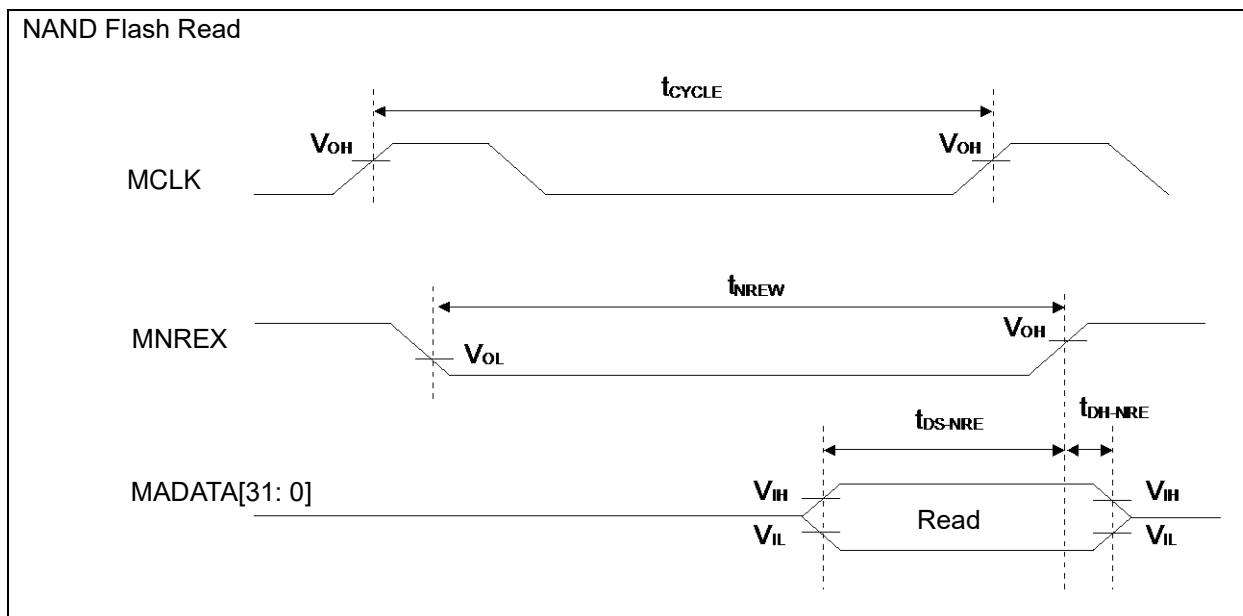 NAND Flash Read
tCYCLE
VOH
VOH
MCLK
tNREW
MNREX
VOH
VOL
tDS-NRE
tDH-NRE
MADATA[31: 0]
VIH
VIH
Read
VIL
VIL